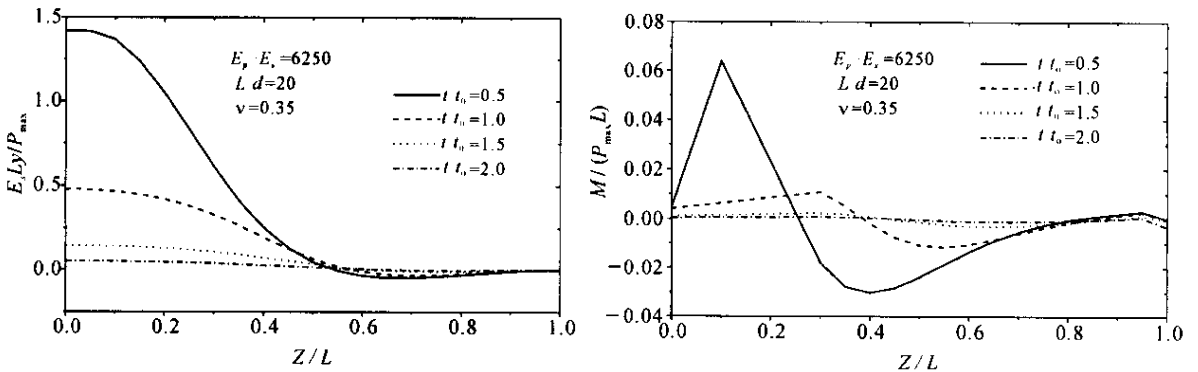 1.5
1.0
0.5
0.0
E_s Ly/P_max
E_p E_s=6250
L d=20
ν=0.35
t t_0=0.5
t t_0=1.0
t t_0=1.5
t t_0=2.0
0.0 0.2 0.4 0.6 0.8 1.0
Z/L
0.06
0.04
0.02
0.00
−0.02
−0.04
M/(P_max L)
E_p E_s=6250
L d=20
ν=0.35
t t_0=0.5
t t_0=1.0
t t_0=1.5
t t_0=2.0
0.0 0.2 0.4 0.6 0.8 1.0
Z/L